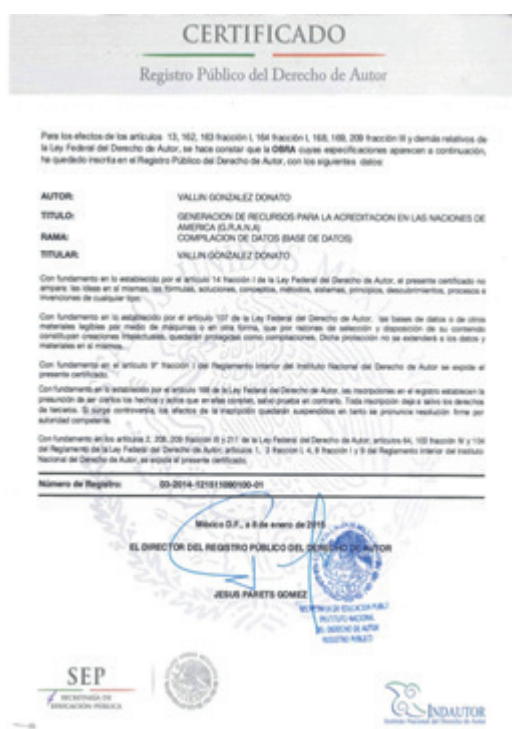 CERTIFICADO
Registro Público del Derecho de Autor
Para los efectos de los artículos 13, 162, 163 fracción I, 164 fracción I, 168, 169, 209 fracción III y demás relativos de
la Ley Federal del Derecho de Autor, se hace constar que la OBRA cuyas especificaciones aparecen a continuación,
ha quedado inscrita en el Registro Público del Derecho de Autor, con los siguientes datos:
AUTOR: VALLIN GONZALEZ DONATO
TITULO: GENERACION DE RECURSOS PARA LA ACREDITACION EN LAS NACIONES DE
AMERICA (G.R.A.N.A)
RAMA: COMPILACION DE DATOS (BASE DE DATOS)
TITULAR: VALLIN GONZALEZ DONATO
Con fundamento en lo establecido por el artículo 14 fracción I de la Ley Federal del Derecho de Autor, el presente certificado no
ampara: las ideas en sí mismas, las fórmulas, soluciones, conceptos, métodos, sistemas, principios, descubrimientos, procesos e
invenciones de cualquier tipo;
Con fundamento en lo establecido por el artículo 107 de la Ley Federal del Derecho de Autor, las bases de datos o de otros
materiales legibles por medio de máquinas o en otra forma, que por razones de selección y disposición de su contenido
constituyan creaciones intelectuales, quedarán protegidas como compilaciones. Dicha protección no se extenderá a los datos y
materiales en sí mismos.
Con fundamento en el artículo 9° fracción I del Reglamento Interior del Instituto Nacional del Derecho de Autor se expide el
presente certificado.
Con fundamento en lo establecido por el artículo 168 de la Ley Federal del Derecho de Autor, las inscripciones en el registro establecen la
presunción de ser ciertos los hechos y actos que en ellas consten, salvo prueba en contrario. Toda inscripción deja a salvo los derechos
de terceros. Si surge controversia, los efectos de la inscripción quedarán suspendidos en tanto se pronuncie resolución firme por
autoridad competente.
Con fundamento en los artículos 2, 208, 209 fracción III y 211 de la Ley Federal del Derecho de Autor; artículos 64, 103 fracción IV y 104
del Reglamento de la Ley Federal del Derecho de Autor; artículos 1, 3 fracción I, 4, 8 fracción I y 9 del Reglamento Interior del Instituto
Nacional del Derecho de Autor, se expide el presente certificado.
Número de Registro: 03-2014-121511090100-01
México D.F., a 8 de enero de 2015
EL DIRECTOR DEL REGISTRO PÚBLICO DEL DERECHO DE AUTOR
JESUS PARETS GOMEZ
SECRETARIA DE EDUCACION PUBLICA
INSTITUTO NACIONAL
DEL DERECHO DE AUTOR
REGISTRO PUBLICO
SEP
SECRETARÍA DE
EDUCACIÓN PÚBLICA
INDAUTOR
Instituto Nacional del Derecho de Autor